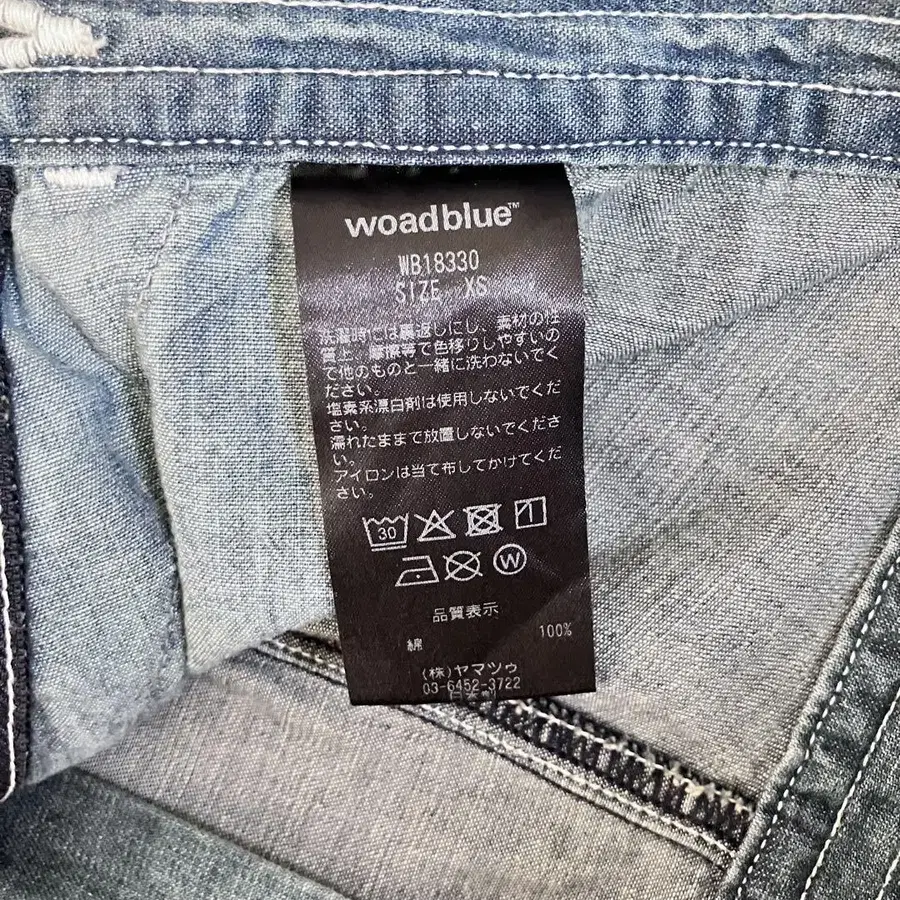 woadblue™
WB18330
SIZE XS
洗濯時には裏返しにし、素材の性
質上、摩擦等で色移りしやすいの
で他のものと一緒に洗わないでく
ださい。
塩素系漂白剤は使用しないでくだ
さい。
濡れたままで放置しないでくださ
い。
アイロンは当て布してかけてくだ
さい。
30
W
品質表示
綿 100%
(株)ヤマツゥ
03-6452-3722
日本製